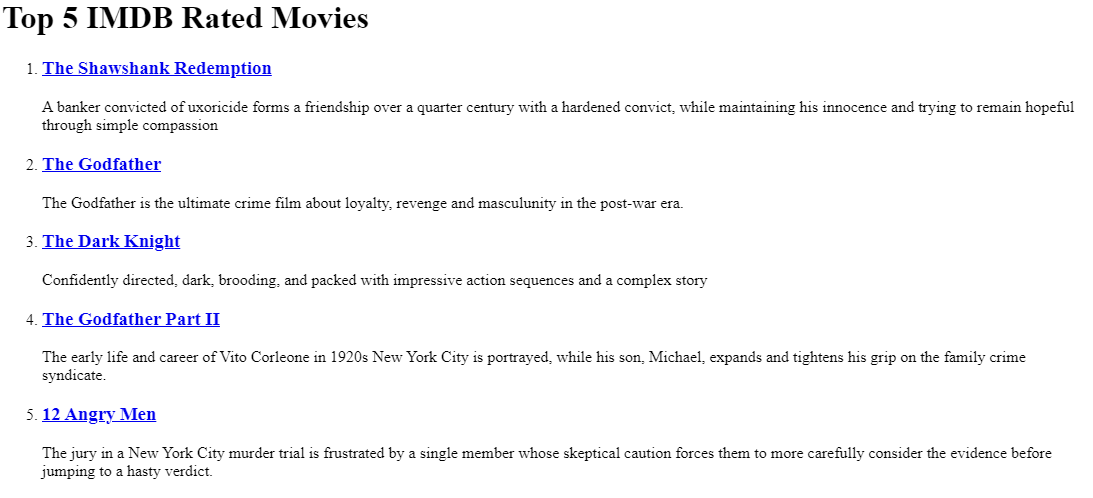 Top 5 IMDB Rated Movies
1. The Shawshank Redemption
A banker convicted of uxoricide forms a friendship over a quarter century with a hardened convict, while maintaining his innocence and trying to remain hopeful
through simple compassion
2. The Godfather
The Godfather is the ultimate crime film about loyalty, revenge and masculunity in the post-war era.
3. The Dark Knight
Confidently directed, dark, brooding, and packed with impressive action sequences and a complex story
4. The Godfather Part II
The early life and career of Vito Corleone in 1920s New York City is portrayed, while his son, Michael, expands and tightens his grip on the family crime
syndicate.
5. 12 Angry Men
The jury in a New York City murder trial is frustrated by a single member whose skeptical caution forces them to more carefully consider the evidence before
jumping to a hasty verdict.